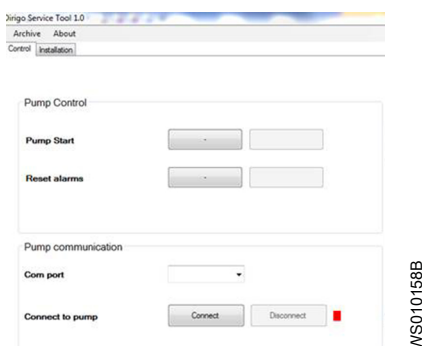 Dirigo Service Tool 1.0
Archive About
Control Installation
Pump Control
Pump Start -
Reset alarms -
Pump communication
Com port
Connect to pump Connect Disconnect
WS010158B